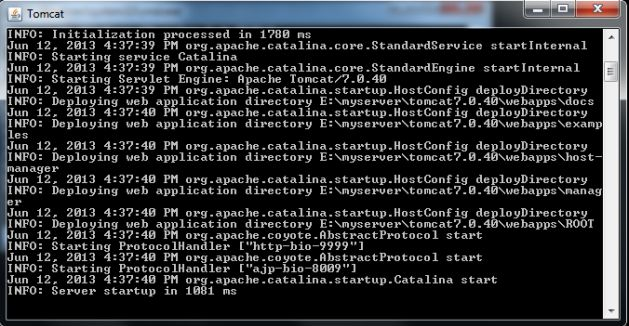 Tomcat
INFO: Initialization processed in 1780 ms
Jun 12, 2013 4:37:39 PM org.apache.catalina.core.StandardService startInternal
INFO: Starting service Catalina
Jun 12, 2013 4:37:39 PM org.apache.catalina.core.StandardEngine startInternal
INFO: Starting Servlet Engine: Apache Tomcat/7.0.40
Jun 12, 2013 4:37:39 PM org.apache.catalina.startup.HostConfig deployDirectory
INFO: Deploying web application directory E:\myserver\tomcat7.0.40\webapps\docs
Jun 12, 2013 4:37:40 PM org.apache.catalina.startup.HostConfig deployDirectory
INFO: Deploying web application directory E:\myserver\tomcat7.0.40\webapps\examp
les
Jun 12, 2013 4:37:40 PM org.apache.catalina.startup.HostConfig deployDirectory
INFO: Deploying web application directory E:\myserver\tomcat7.0.40\webapps\host-
manager
Jun 12, 2013 4:37:40 PM org.apache.catalina.startup.HostConfig deployDirectory
INFO: Deploying web application directory E:\myserver\tomcat7.0.40\webapps\manag
er
Jun 12, 2013 4:37:40 PM org.apache.catalina.startup.HostConfig deployDirectory
INFO: Deploying web application directory E:\myserver\tomcat7.0.40\webapps\ROOT
Jun 12, 2013 4:37:40 PM org.apache.coyote.AbstractProtocol start
INFO: Starting ProtocolHandler ["http-bio-9999"]
Jun 12, 2013 4:37:40 PM org.apache.coyote.AbstractProtocol start
INFO: Starting ProtocolHandler ["ajp-bio-8009"]
Jun 12, 2013 4:37:40 PM org.apache.catalina.startup.Catalina start
INFO: Server startup in 1081 ms